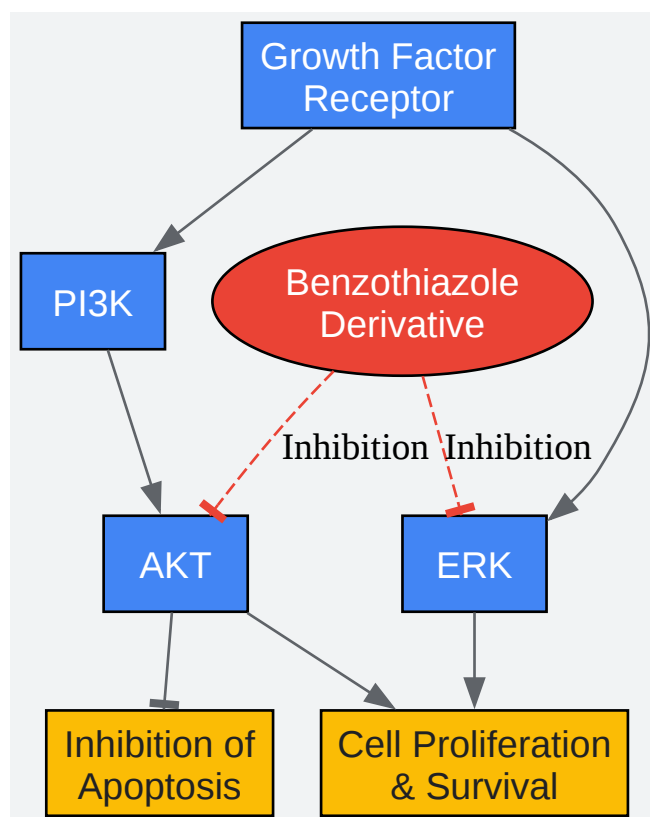 Growth Factor
Receptor
PI3K
Benzothiazole
Derivative
Inhibition
Inhibition
AKT
ERK
Inhibition of
Apoptosis
Cell Proliferation
& Survival